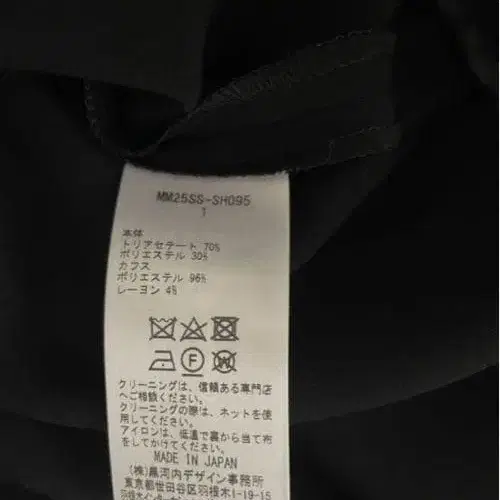 MM25SS-SH095
1
本体
トリアセテート 70%
ポリエステル 30%
カフス
ポリエステル 96%
レーヨン 4%
F
W
クリーニングは、信頼ある専門店
へご相談ください。
クリーニングの際は、ネットを使
用してください。
アイロンは、低温で裏から当て布
をしてかけてください。
MADE IN JAPAN
(株)黒河内デザイン事務所
東京都世田谷区羽根木1-19-15